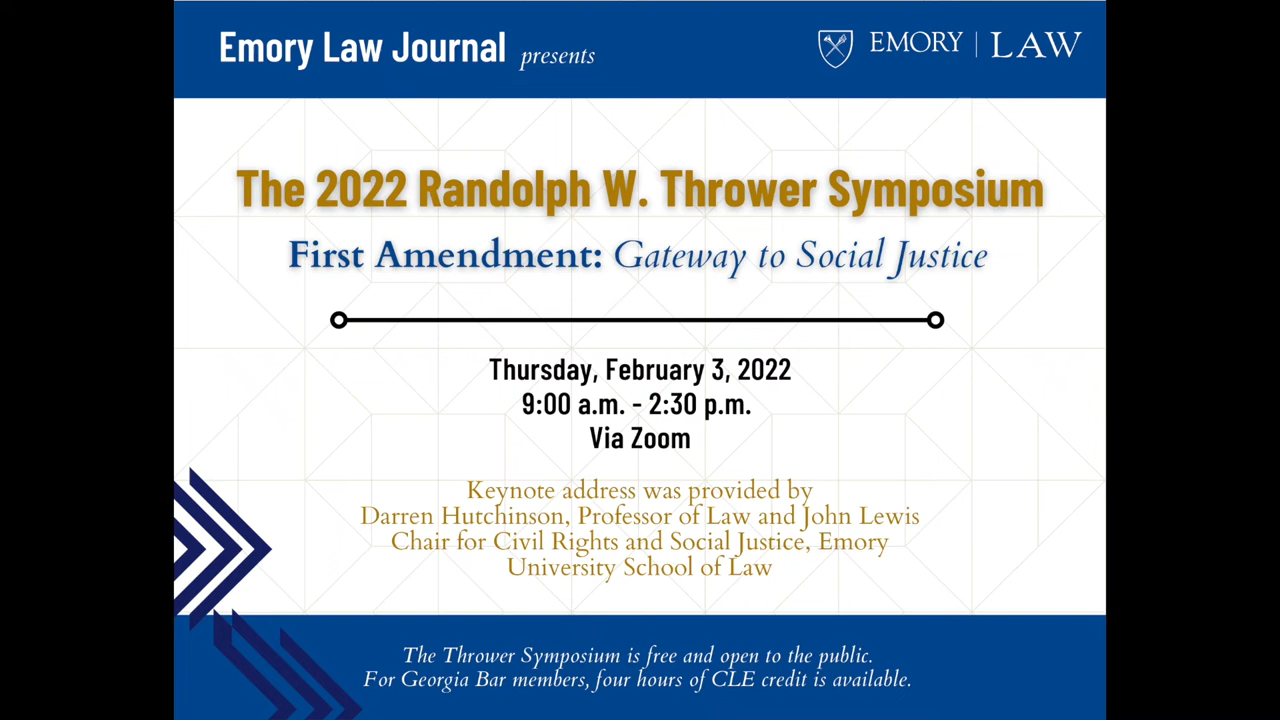 Emory Law Journal presents
EMORY | LAW
The 2022 Randolph W. Thrower Symposium
First Amendment: Gateway to Social Justice
Thursday, February 3, 2022
9:00 a.m. - 2:30 p.m.
Via Zoom
Keynote address was provided by
Darren Hutchinson, Professor of Law and John Lewis
Chair for Civil Rights and Social Justice, Emory
University School of Law
The Thrower Symposium is free and open to the public.
For Georgia Bar members, four hours of CLE credit is available.